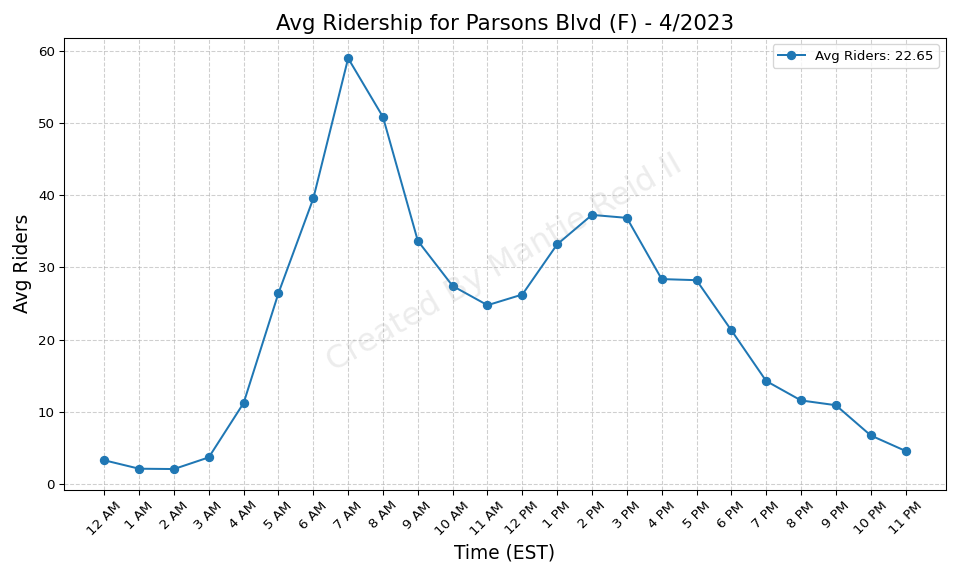 Avg Ridership for Parsons Blvd (F) - 4/2023
Avg Riders: 22.65
Created By Mantie Reid II
Avg Riders
60
50
40
30
20
10
0
12 AM
1 AM
2 AM
3 AM
4 AM
5 AM
6 AM
7 AM
8 AM
9 AM
10 AM
11 AM
12 PM
1 PM
2 PM
3 PM
4 PM
5 PM
6 PM
7 PM
8 PM
9 PM
10 PM
11 PM
Time (EST)